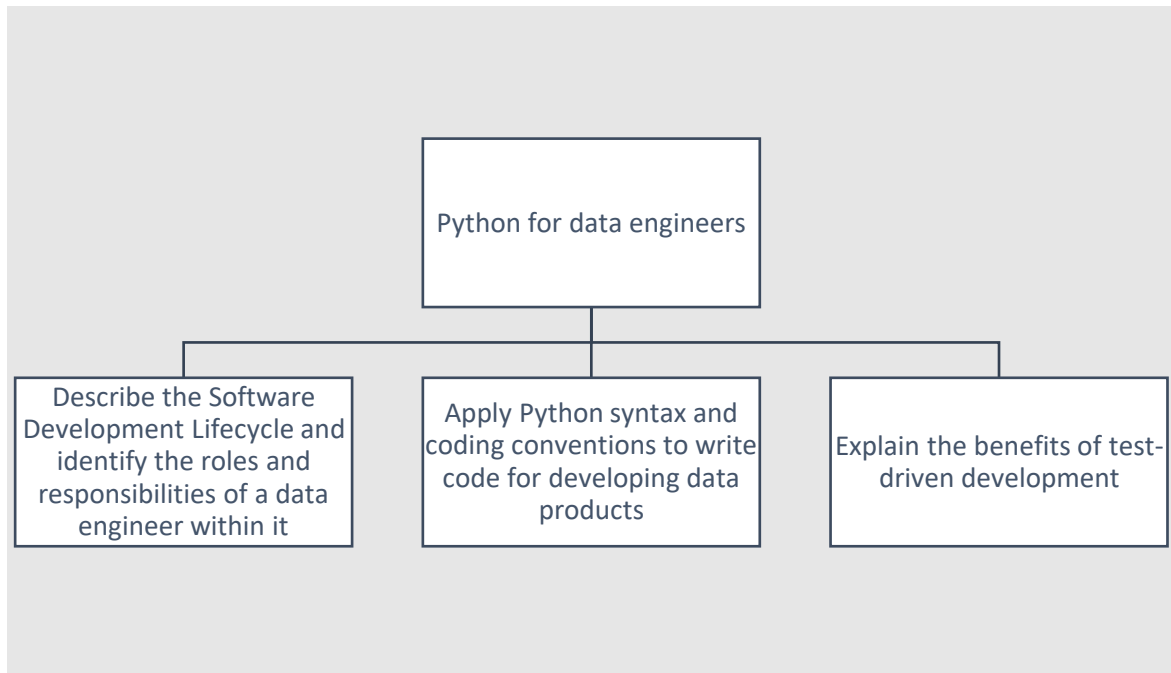 Python for data engineers
Describe the Software
Development Lifecycle and
identify the roles and
responsibilities of a data
engineer within it
Apply Python syntax and
coding conventions to write
code for developing data
products
Explain the benefits of test-
driven development